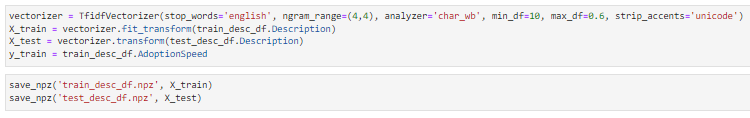 vectorizer = TfidfVectorizer(stop_words='english', ngram_range=(4,4), analyzer='char_wb', min_df=10, max_df=0.6, strip_accents='unicode')
X_train = vectorizer.fit_transform(train_desc_df.Description)
X_test = vectorizer.transform(test_desc_df.Description)
y_train = train_desc_df.AdoptionSpeed
save_npz('train_desc_df.npz', X_train)
save_npz('test_desc_df.npz', X_test)